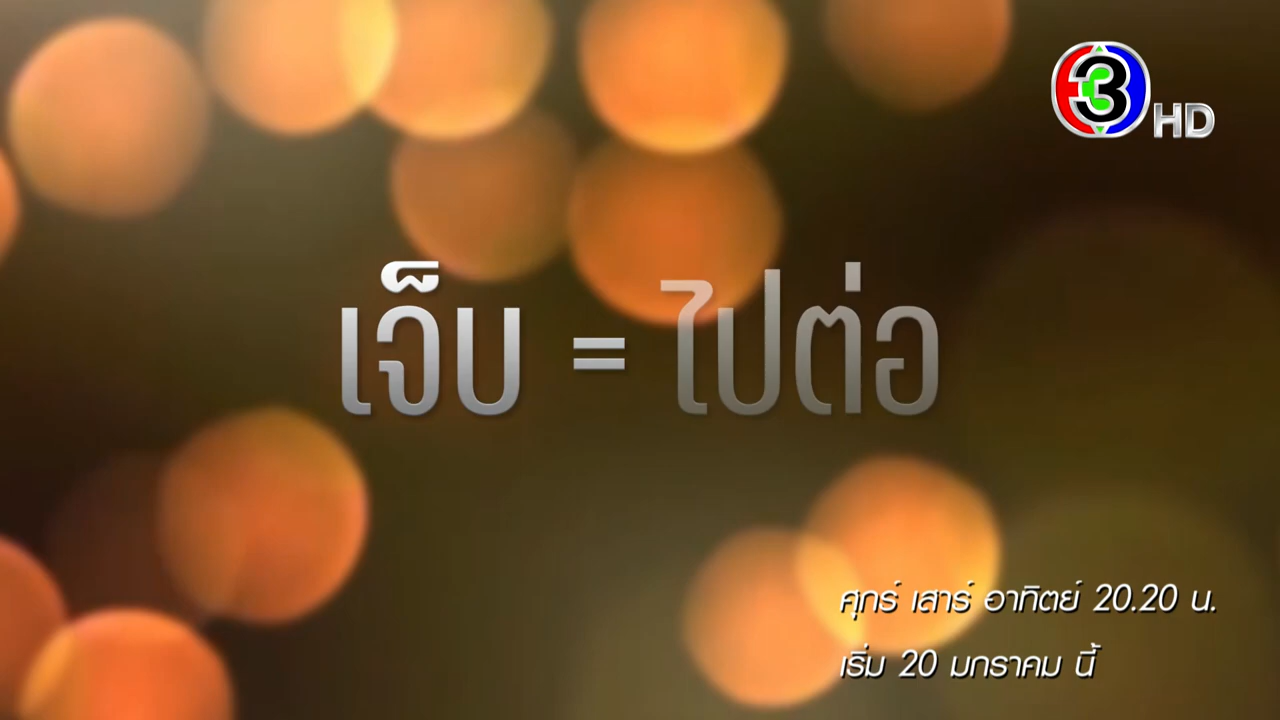 3 HD
เจ็บ = ไปต่อ
ศุกร์ เสาร์ อาทิตย์ 20.20 น.
เริ่ม 20 มกราคม นี้